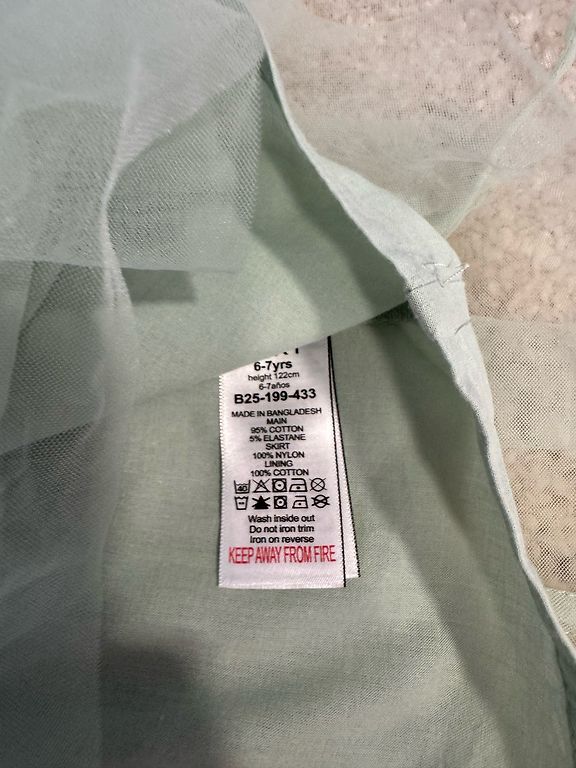 6-7yrs
height 122cm
6-7años
B25-199-433
MADE IN BANGLADESH
MAIN
95% COTTON
5% ELASTANE
SKIRT
100% NYLON
LINING
100% COTTON
40
Wash inside out
Do not iron trim
Iron on reverse
KEEP AWAY FROM FIRE